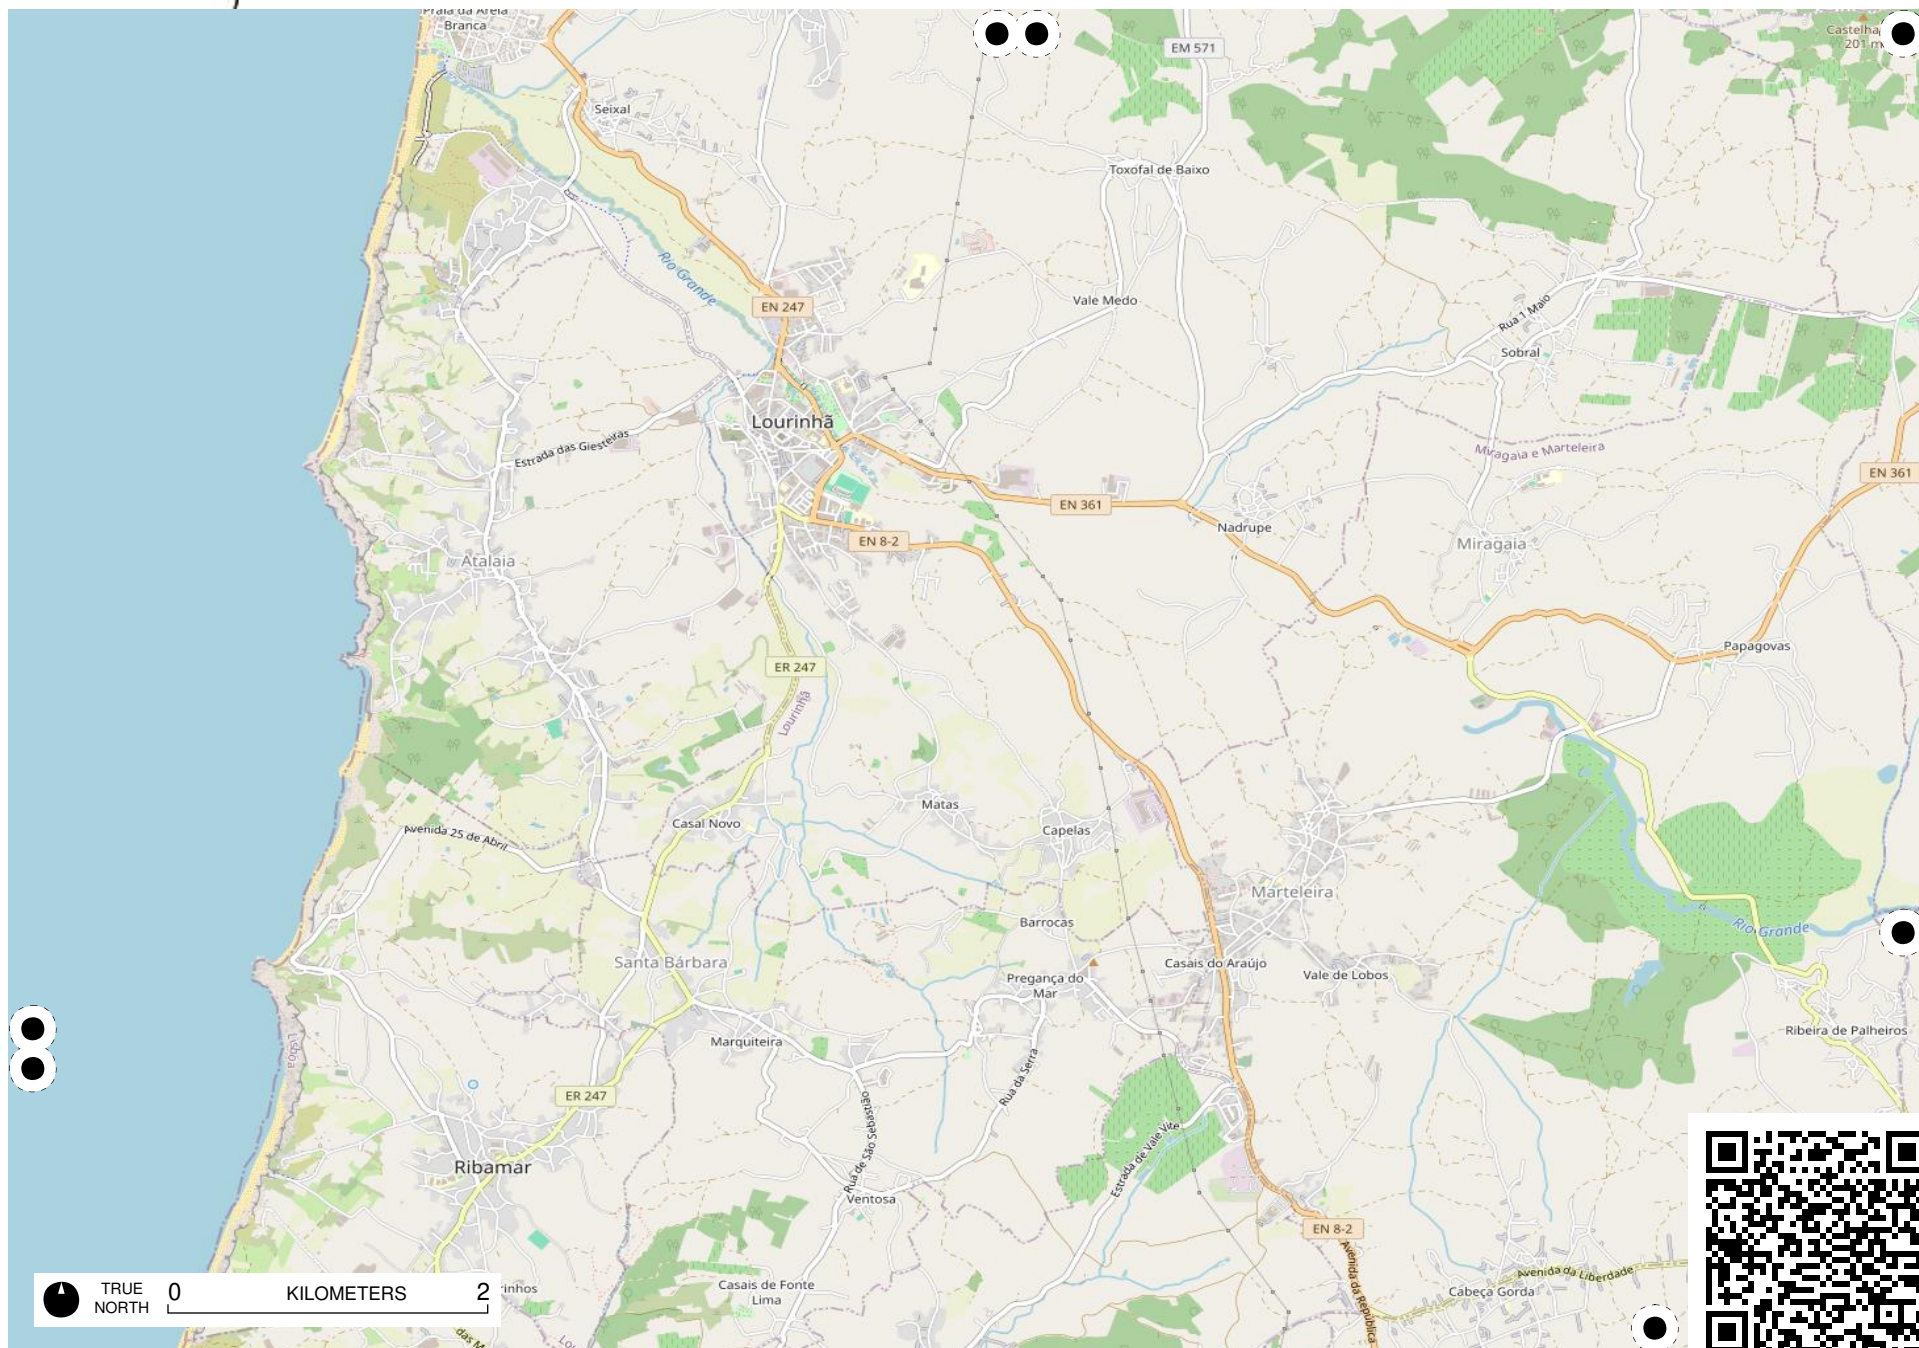 Praia da Areia
Branca
Seixal
EM 571
201 m
Toxofal de Baixo
Rio Grande
EN 247
Vale Medo
Rua 1 Maio
Sobral
Lourinhã
Estrada das Giesteiras
Miragaia e Marteleira
EN 361
EN 361
Nadrupe
EN 8-2
Miragaia
Atalaia
Papagovas
ER 247
Lourinhã
Matas
Casal Novo
Capelas
Avenida 25 de Abril
Marteleira
Barrocas
Rio Grande
Santa Bárbara
Casais do Araújo
Vale de Lobos
Pregança do
Mar
Ribeira de Palheiros
Marquiteira
Lisboa
Rua da Serra
ER 247
Rua de São Sebastião
Estrada de Vale Vite
Ribamar
Ventosa
EN 8-2
Avenida da República
Avenida da Liberdade
Casais de Fonte
Lima
Cabeça Gorda
TRUE
NORTH
0 KILOMETERS 2